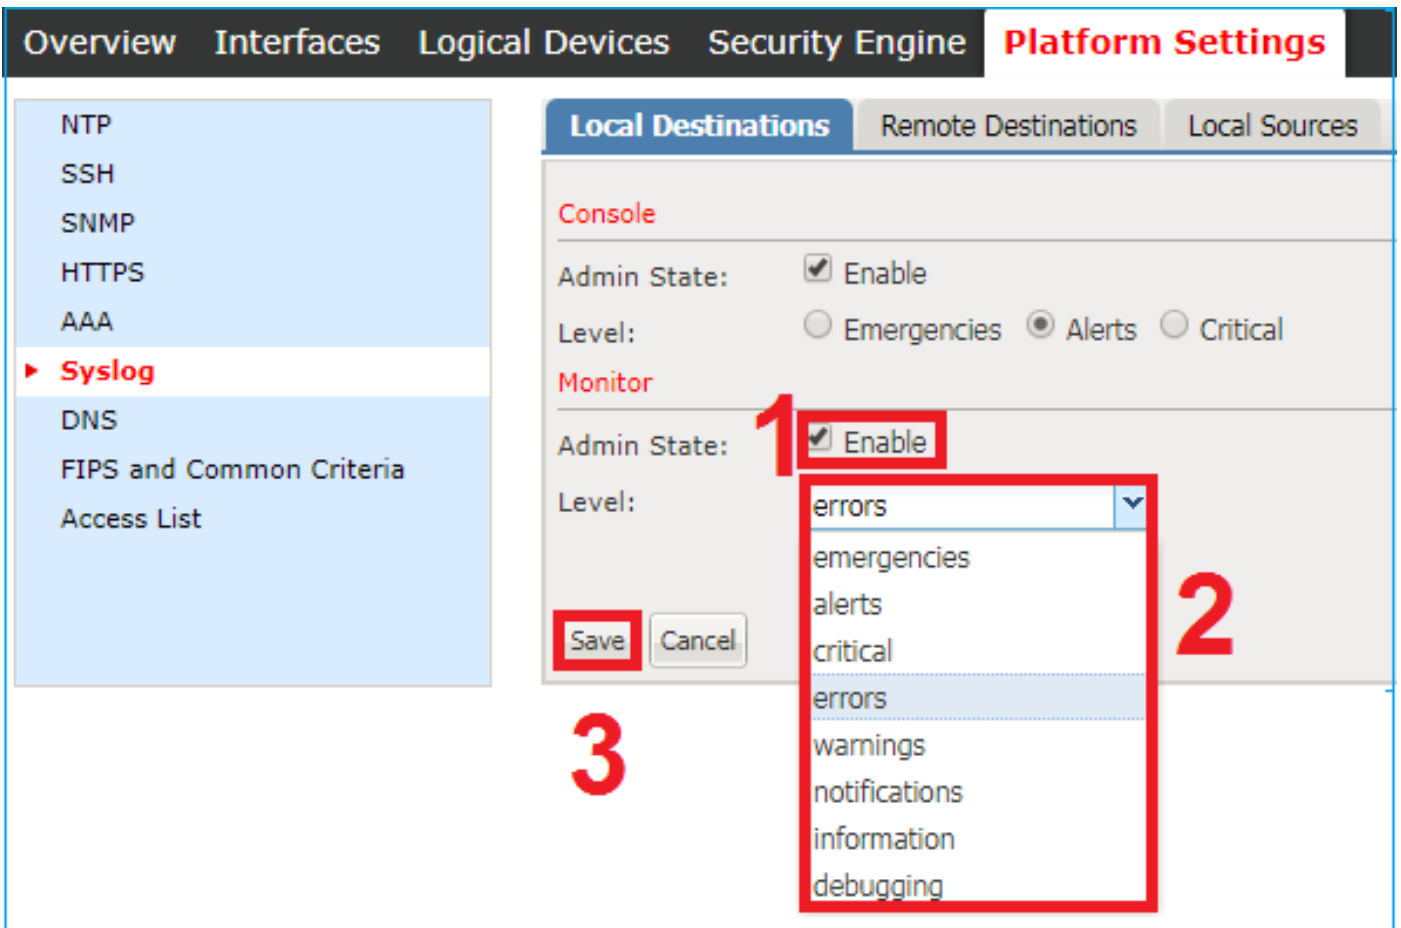 Overview Interfaces Logical Devices Security Engine Platform Settings
NTP
SSH
SNMP
HTTPS
AAA
Syslog
DNS
FIPS and Common Criteria
Access List
Local Destinations Remote Destinations Local Sources
Console
Admin State: Enable
Level: Emergencies Alerts Critical
Monitor
Admin State: 1 Enable
Level: errors
emergencies
alerts
critical
errors
warnings
notifications
information
debugging
2
Save Cancel
3